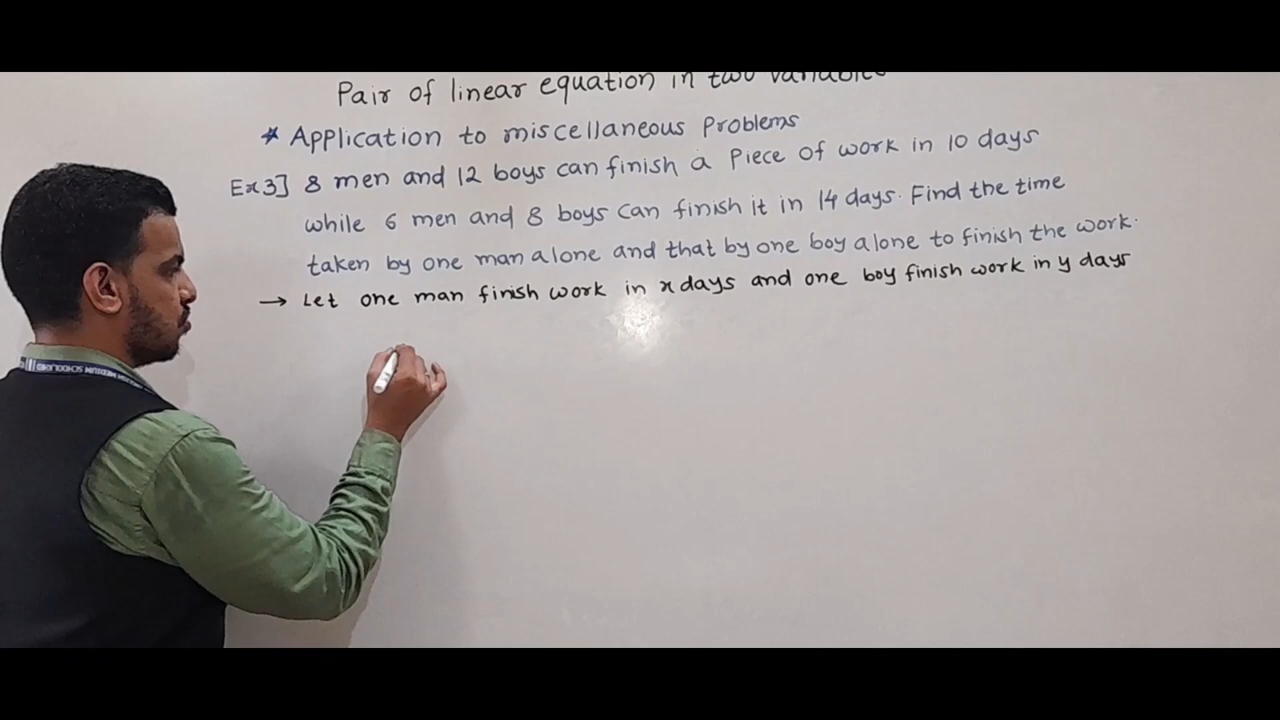 Pair of linear equation in two variables
* Application to miscellaneous Problems
Ex3] 8 men and 12 boys can finish a Piece of work in 10 days
while 6 men and 8 boys can finish it in 14 days. Find the time
taken by one man alone and that by one boy alone to finish the work.
→ Let one man finish work in x days and one boy finish work in y days